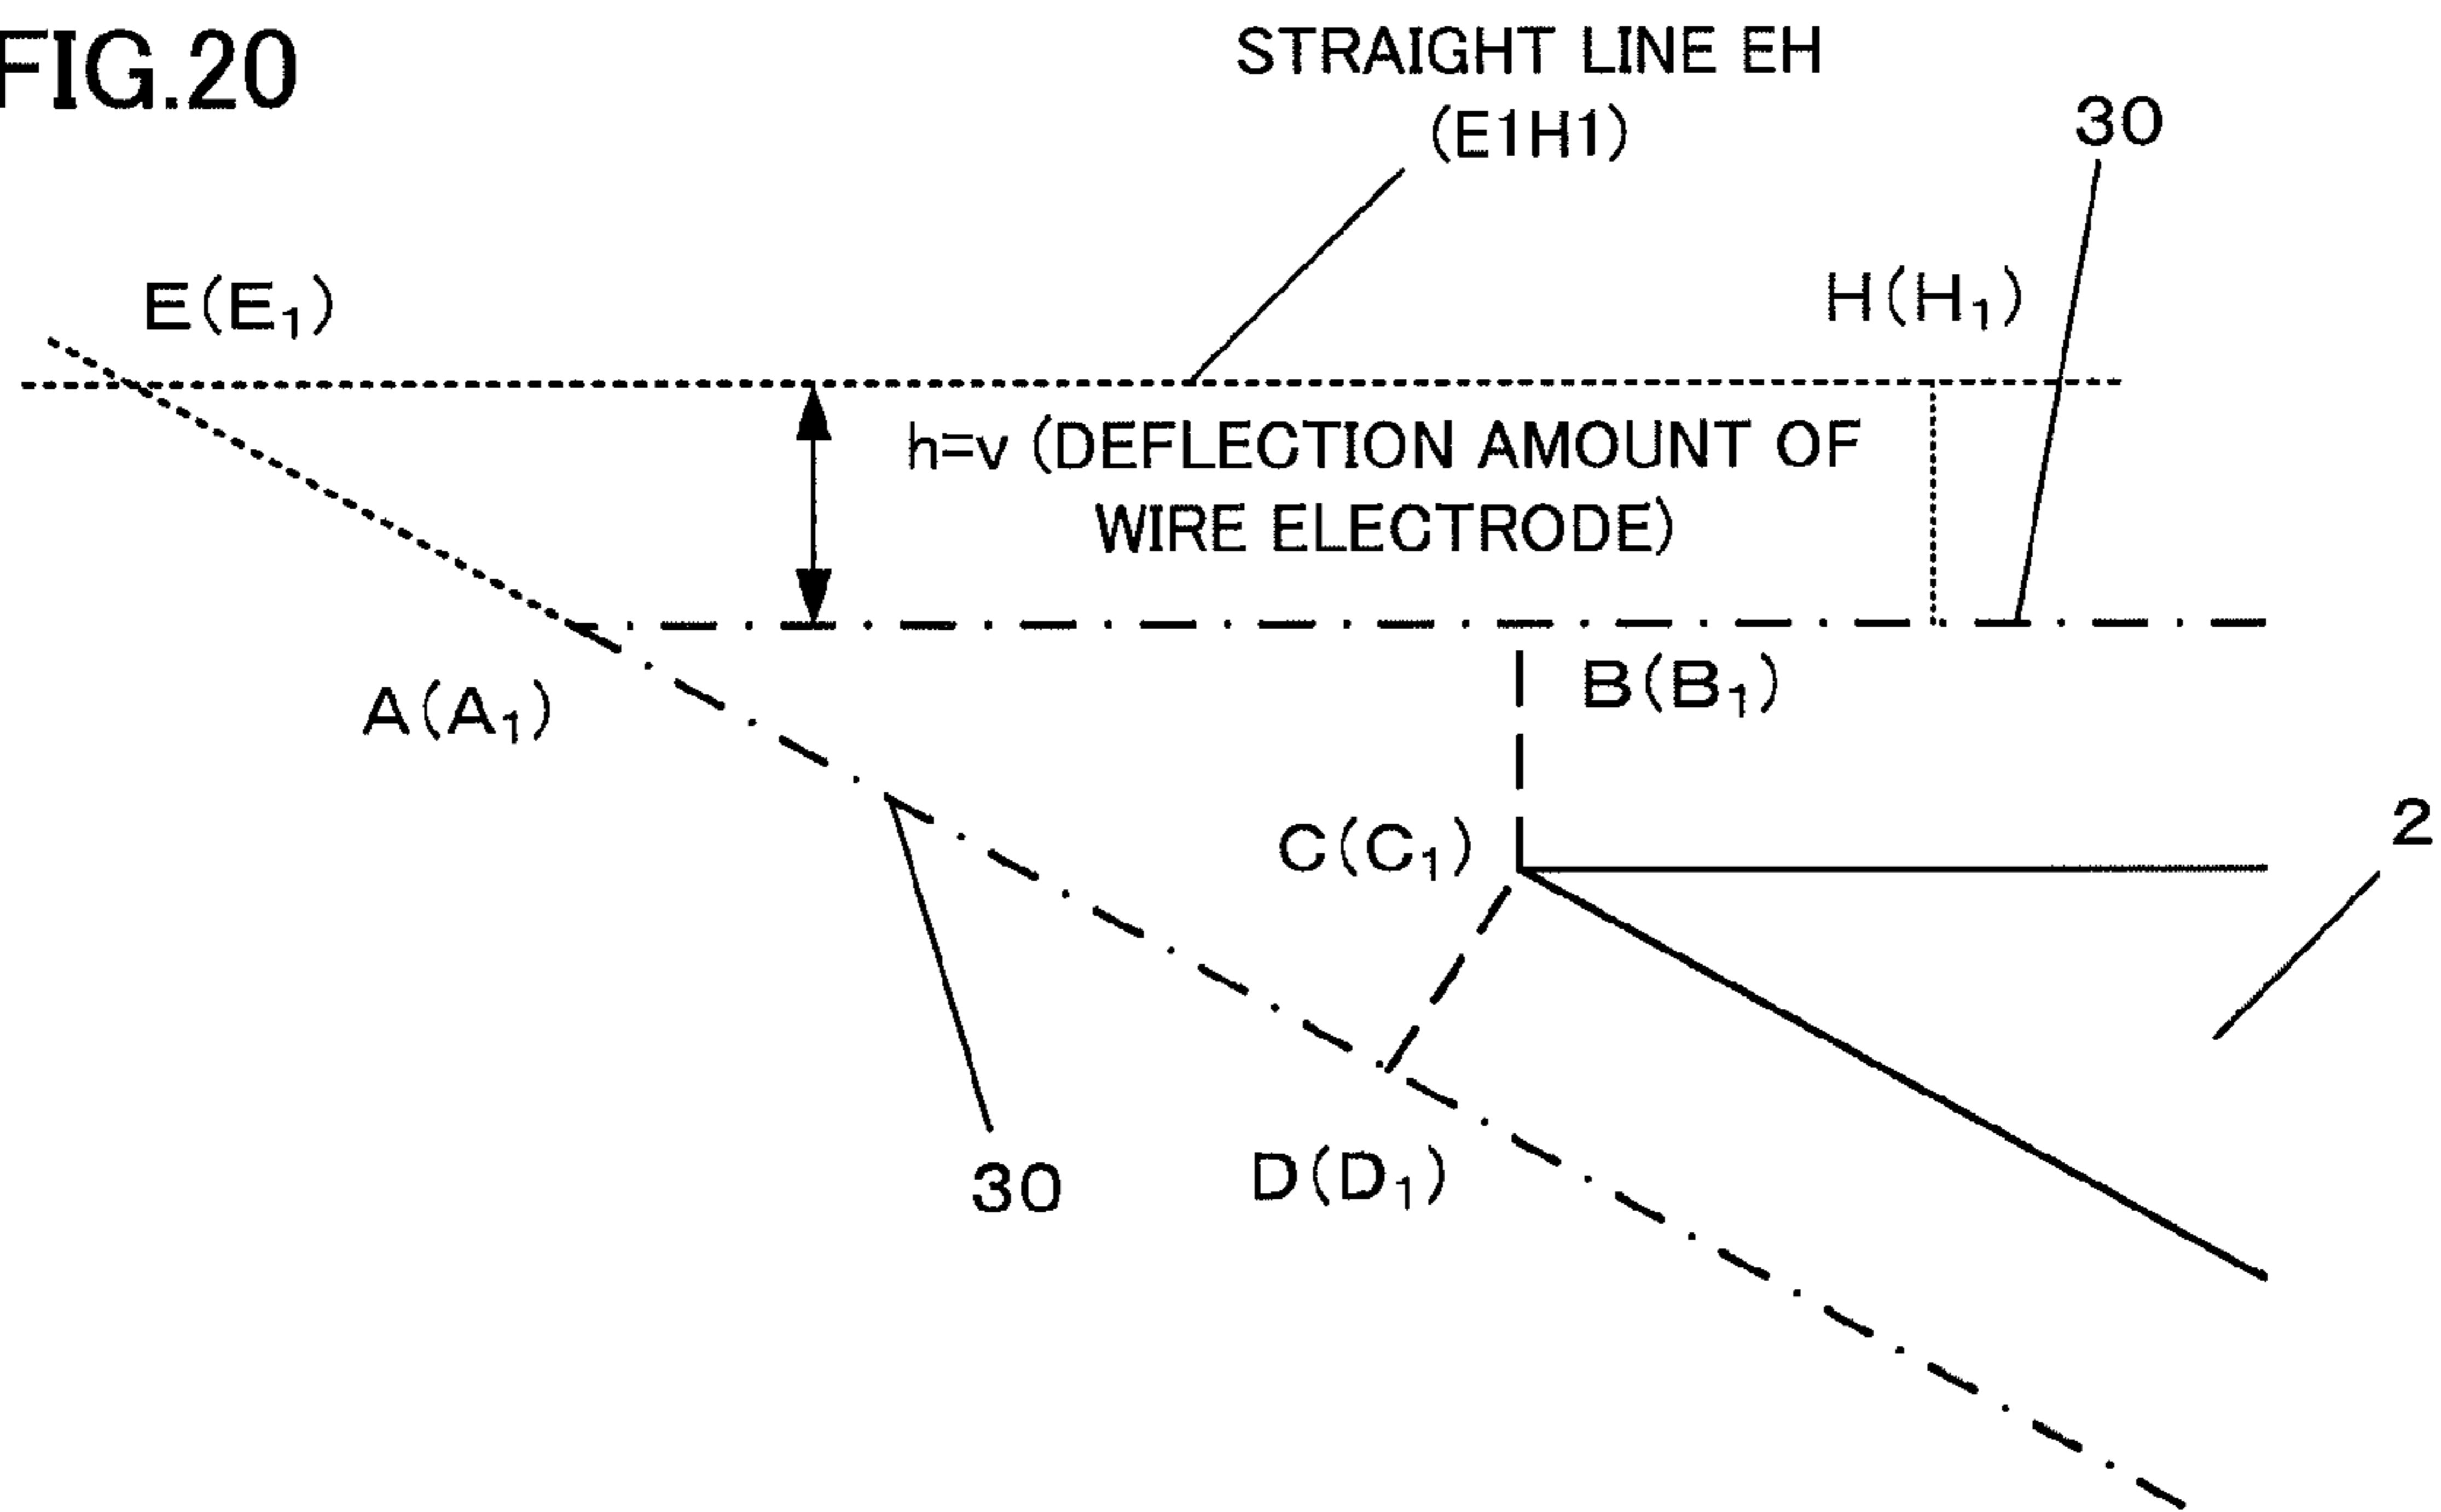 FIG.20
STRAIGHT LINE EH
(E1H1)
30
E(E₁)
H(H₁)
h=v (DEFLECTION AMOUNT OF
WIRE ELECTRODE)
A(A₁)
B(B₁)
C(C₁)
2
D(D₁)
30